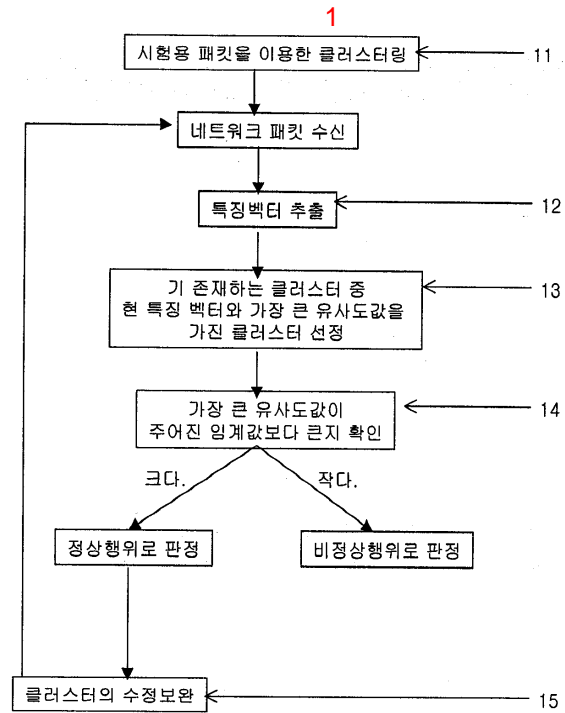 1
시험용 패킷을 이용한 클러스터링
11
네트워크 패킷 수신
특징벡터 추출
12
기 존재하는 클러스터 중
현 특징 벡터와 가장 큰 유사도값을
가진 클러스터 선정
13
가장 큰 유사도값이
주어진 임계값보다 큰지 확인
14
크다.
작다.
정상행위로 판정
비정상행위로 판정
클러스터의 수정보완
15